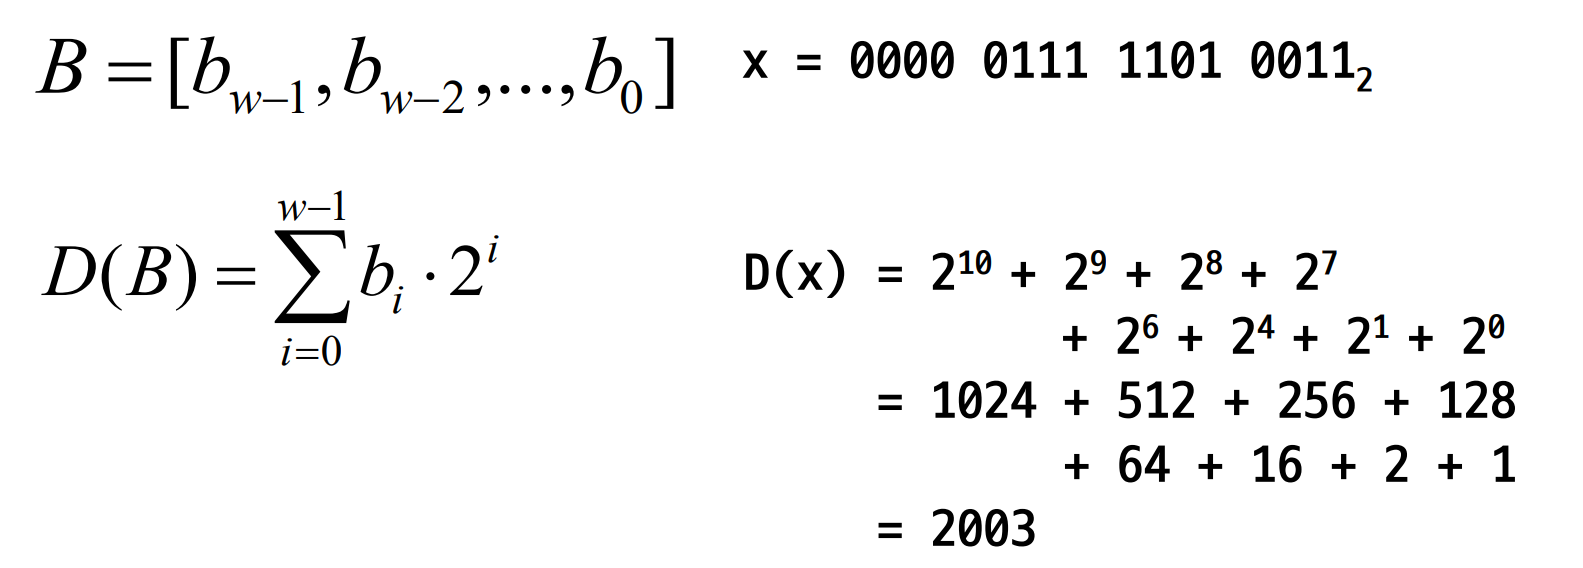 B = [b_{w−1}, b_{w−2}, ..., b_0]
x = 0000 0111 1101 0011₂
D(B) = \sum_{i=0}^{w−1} b_i · 2^i
D(x) = 2¹⁰ + 2⁹ + 2⁸ + 2⁷
+ 2⁶ + 2⁴ + 2¹ + 2⁰
= 1024 + 512 + 256 + 128
+ 64 + 16 + 2 + 1
= 2003